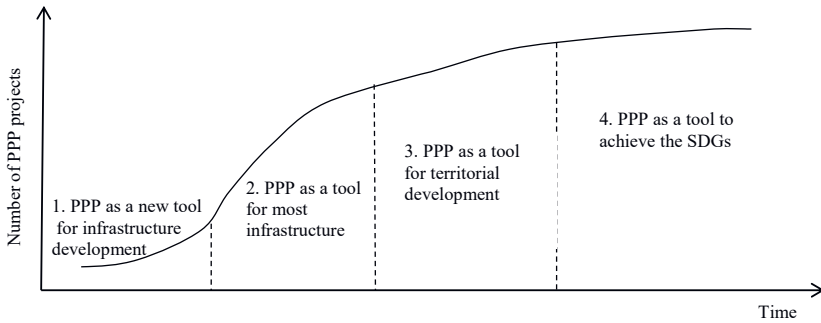 Number of PPP projects
1. PPP as a new tool
for infrastructure
development
2. PPP as a tool
for most
infrastructure
3. PPP as a tool
for territorial
development
4. PPP as a tool to
achieve the SDGs
Time